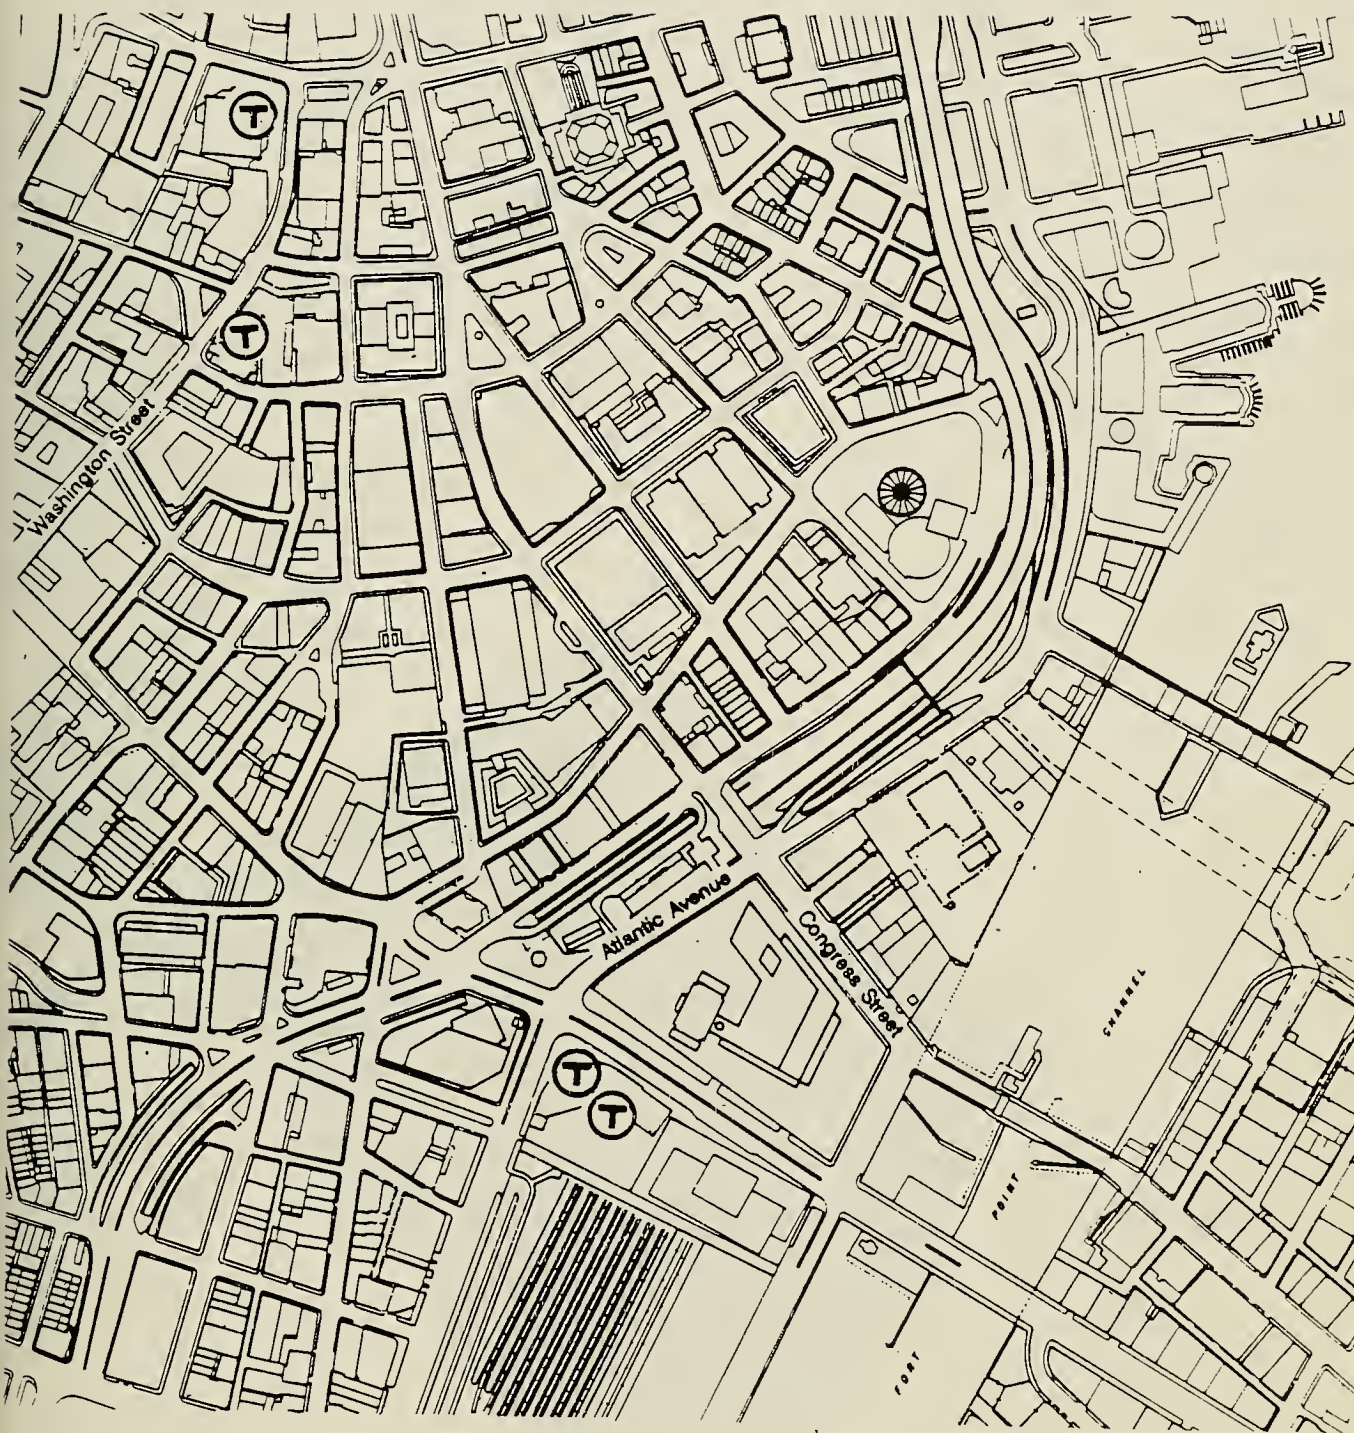 T
T
Washington Street
Atlantic Avenue
Congress Street
CHANNEL
T
T
POINT
FORT